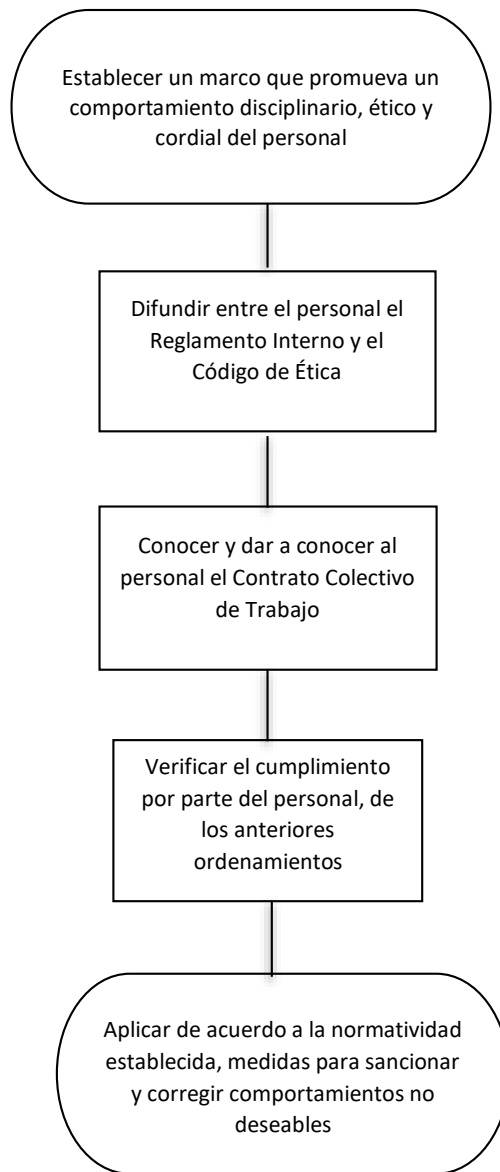 Establecer un marco que promueva un
comportamiento disciplinario, ético y
cordial del personal
Difundir entre el personal el
Reglamento Interno y el
Código de Ética
Conocer y dar a conocer al
personal el Contrato Colectivo
de Trabajo
Verificar el cumplimiento
por parte del personal, de
los anteriores
ordenamientos
Aplicar de acuerdo a la normatividad
establecida, medidas para sancionar
y corregir comportamientos no
deseables